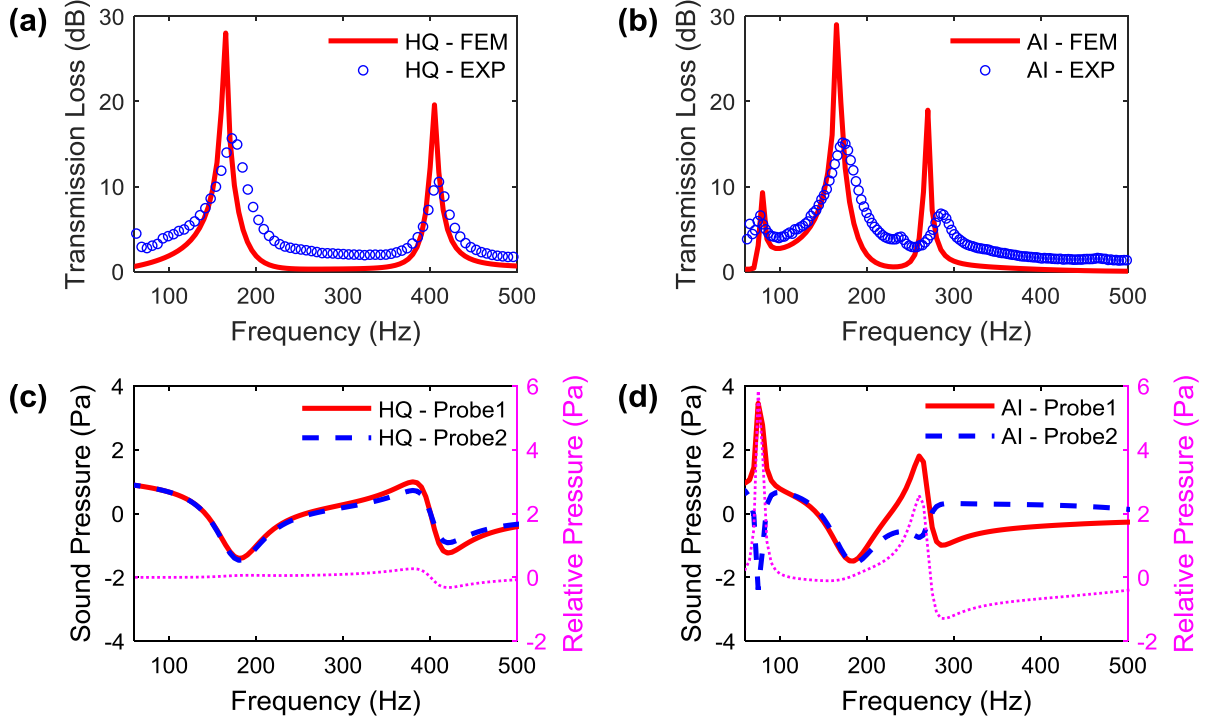 (a)
30
20
10
0
Transmission Loss (dB)
HQ - FEM
HQ - EXP
100 200 300 400 500
Frequency (Hz)
(b)
30
20
10
0
Transmission Loss (dB)
AI - FEM
AI - EXP
100 200 300 400 500
Frequency (Hz)
(c)
4
2
0
-2
-4
Sound Pressure (Pa)
HQ - Probe1
HQ - Probe2
6
4
2
0
-2
Relative Pressure (Pa)
100 200 300 400 500
Frequency (Hz)
(d)
4
2
0
-2
-4
Sound Pressure (Pa)
AI - Probe1
AI - Probe2
6
4
2
0
-2
Relative Pressure (Pa)
100 200 300 400 500
Frequency (Hz)